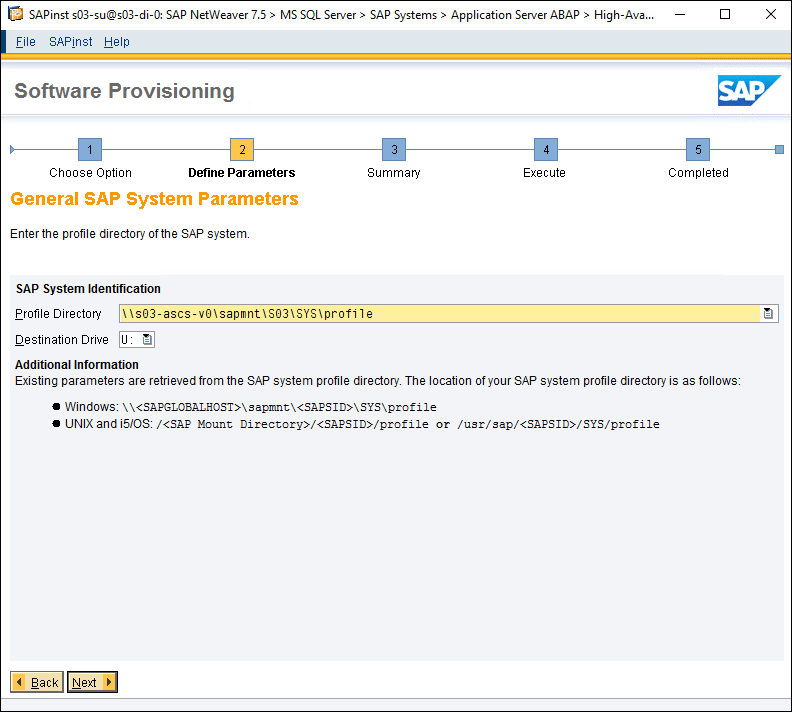 SAPinst s03-su@s03-di-0: SAP NetWeaver 7.5 > MS SQL Server > SAP Systems > Application Server ABAP > High-Ava...
File SAPinst Help
Software Provisioning
SAP
1 2 3 4 5
Choose Option Define Parameters Summary Execute Completed
General SAP System Parameters
Enter the profile directory of the SAP system.
SAP System Identification
Profile Directory \\s03-ascs-v0\sapmnt\S03\SYS\profile
Destination Drive U:
Additional Information
Existing parameters are retrieved from the SAP system profile directory. The location of your SAP system profile directory is as follows:
● Windows: \\<SAPGLOBALHOST>\sapmnt\<SAPSID>\SYS\profile
● UNIX and i5/OS: /<SAP Mount Directory>/<SAPSID>/profile or /usr/sap/<SAPSID>/SYS/profile
Back Next